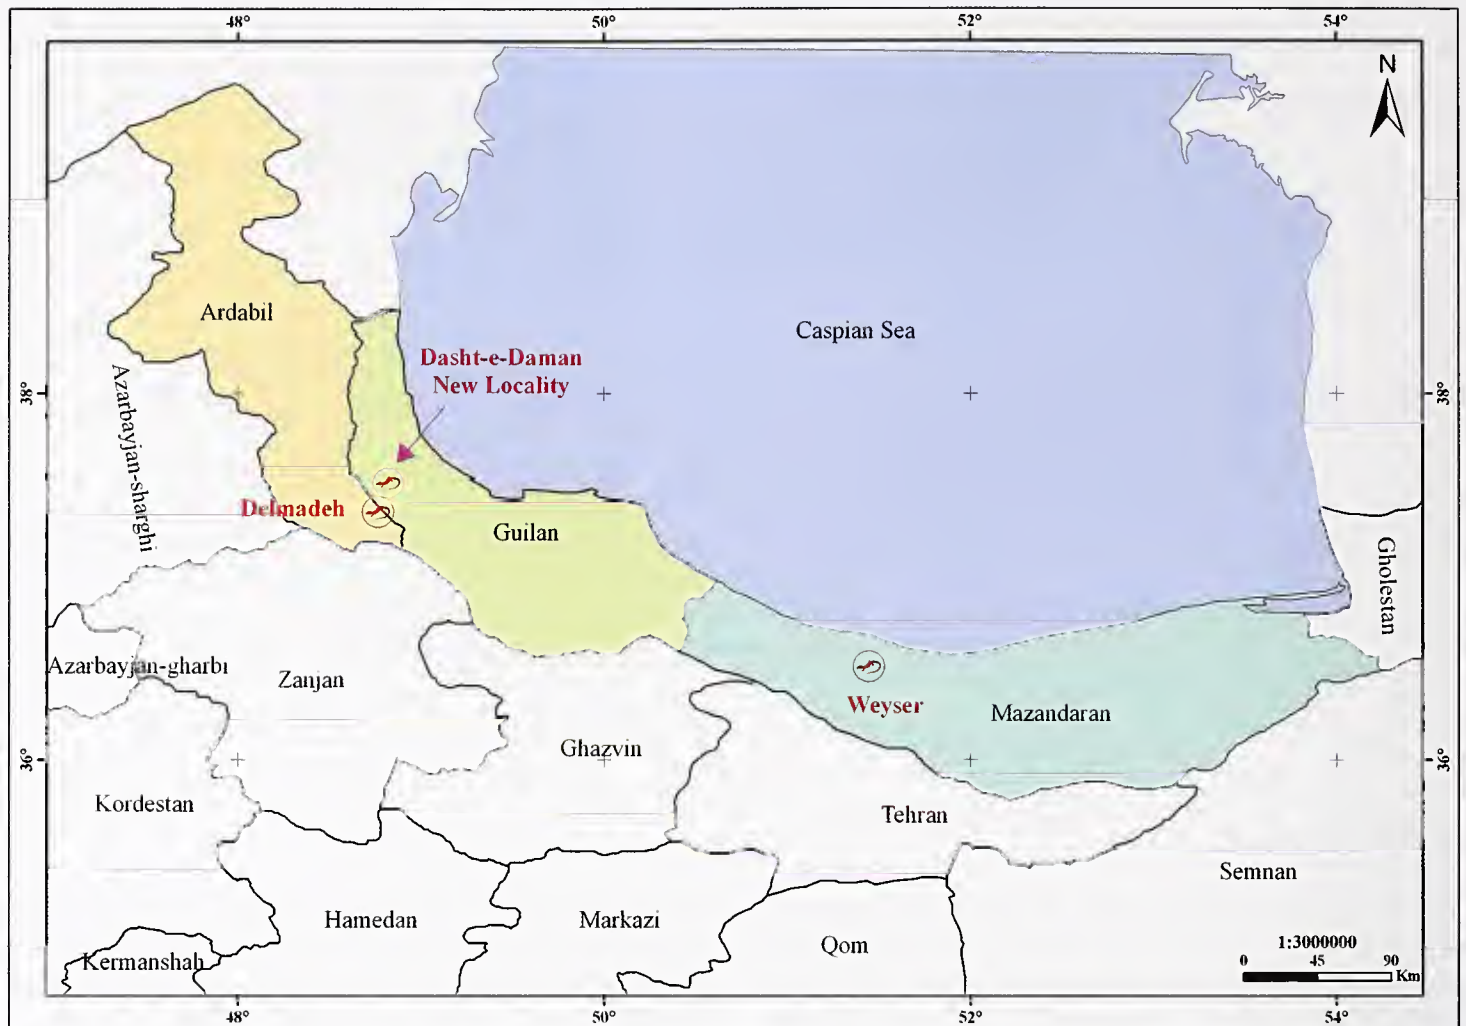 48°
50°
52°
54°
N
Ardabil
Caspian Sea
Dasht-e-Daman
New Locality
38°
38°
Azarbayjan-sharghi
Delmadeh
Guilan
Gholestan
Azarbayjan-gharbi
Zanjan
Weyser
Mazandaran
Ghazvin
36°
36°
Kordestan
Tehran
Semnan
Hamedan
Markazi
Qom
Kermanshah
1:3000000
0 45 90
Km
48°
50°
52°
54°